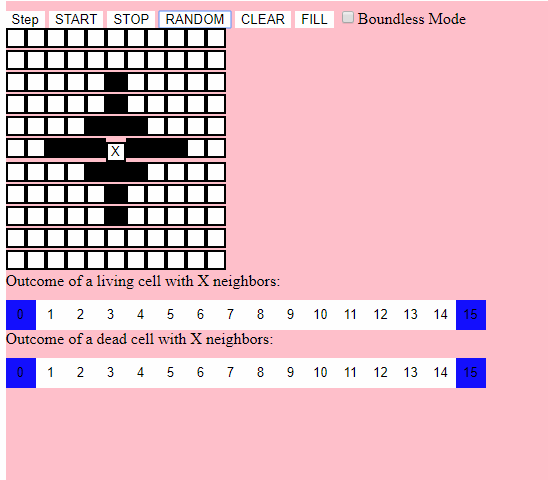 Step START STOP RANDOM CLEAR FILL Boundless Mode
X
Outcome of a living cell with X neighbors:
0 1 2 3 4 5 6 7 8 9 10 11 12 13 14 15
Outcome of a dead cell with X neighbors:
0 1 2 3 4 5 6 7 8 9 10 11 12 13 14 15